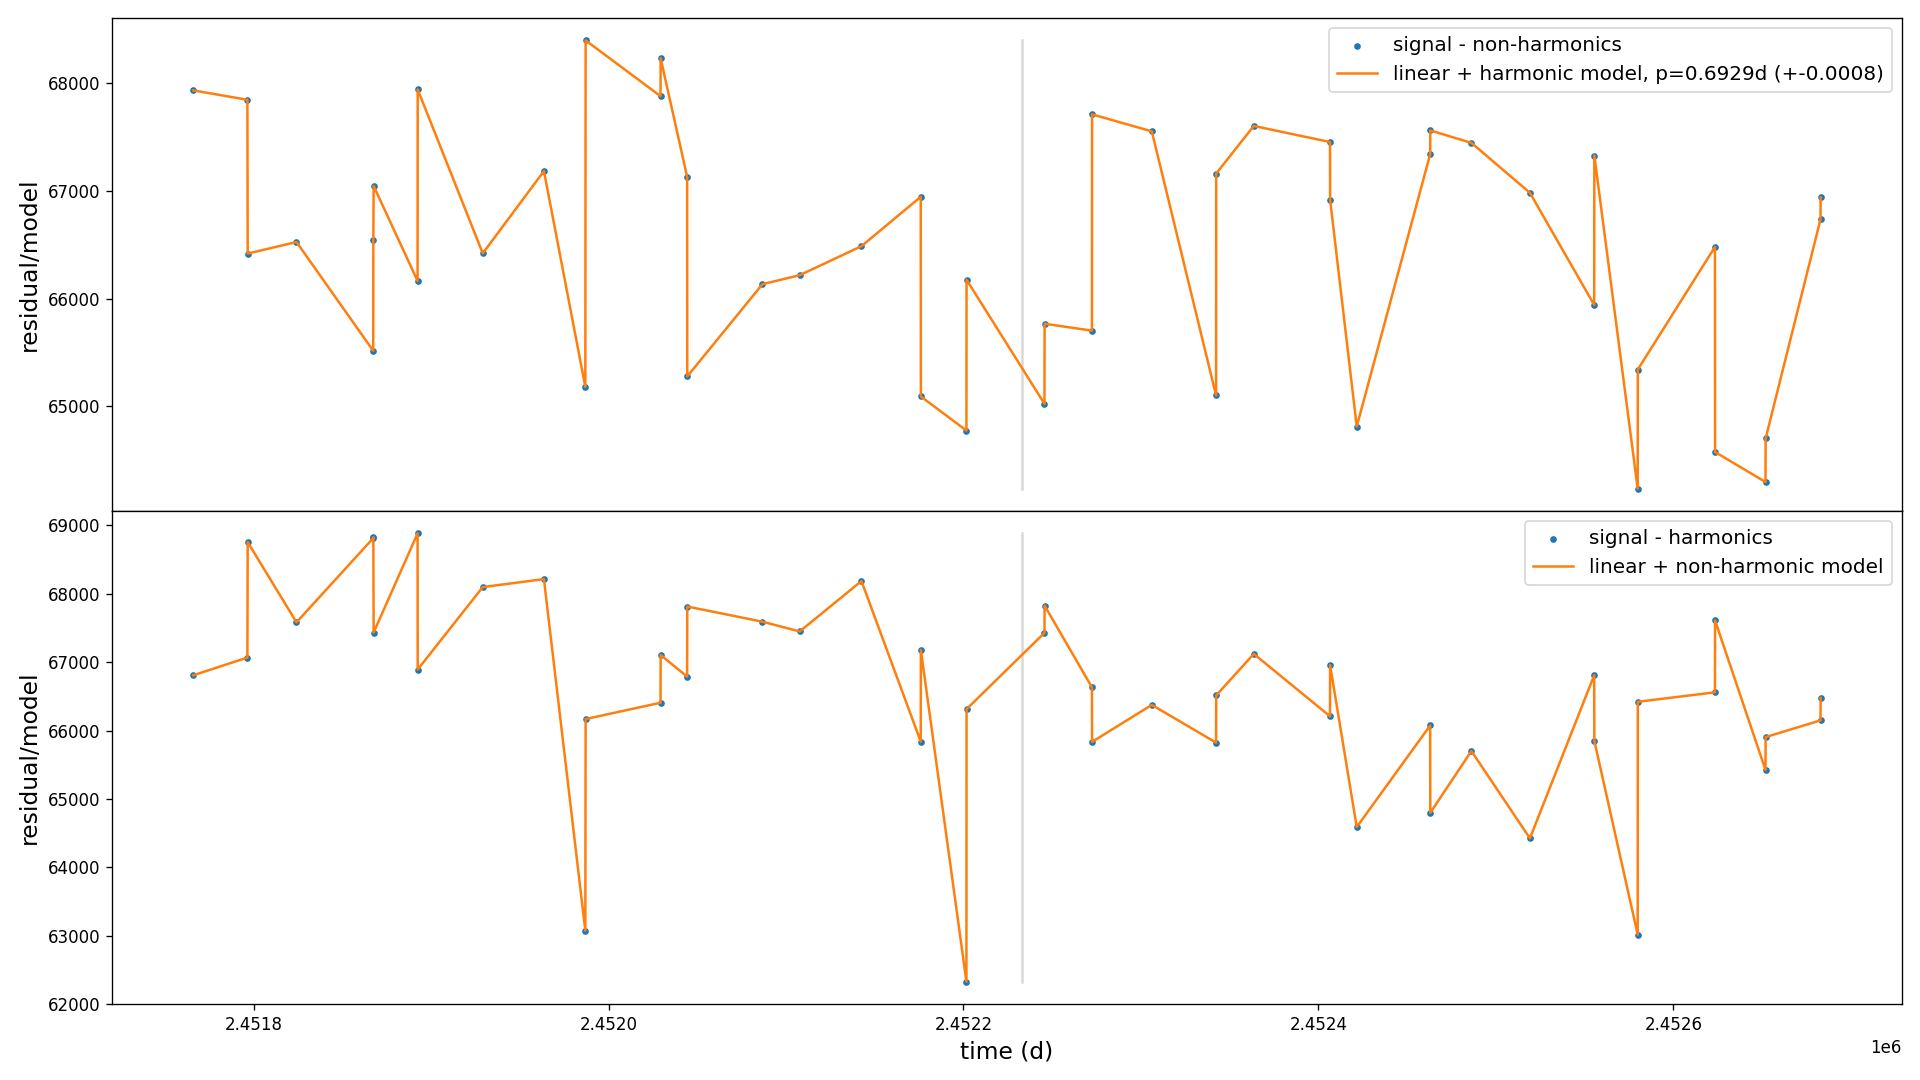 signal - non-harmonics
linear + harmonic model, p=0.6929d (+-0.0008)
residual/model
68000
67000
66000
65000
signal - harmonics
linear + non-harmonic model
residual/model
69000
68000
67000
66000
65000
64000
63000
62000
2.4518 2.4520 2.4522 2.4524 2.4526
time (d)
1e6